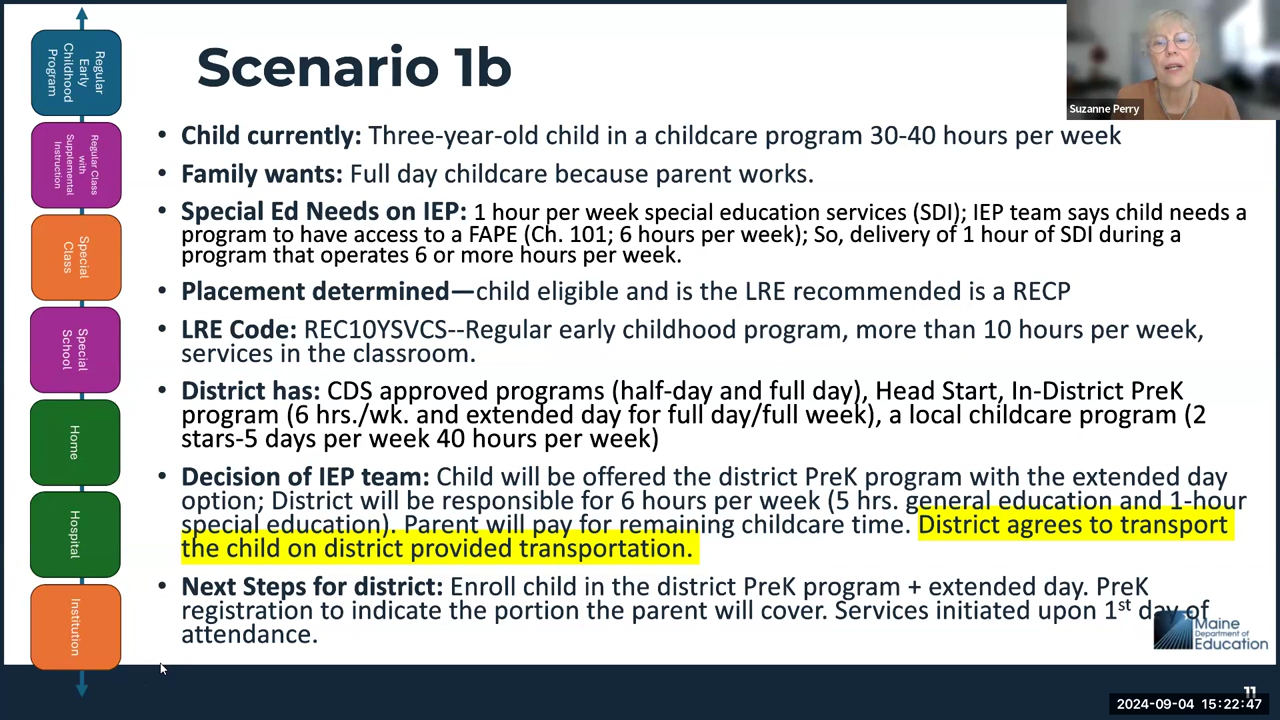 Regular
Early
Childhood
Program
Regular Class
with
Supplemental
Instruction
Special
Class
Special
School
Home
Hospital
Institution
Scenario 1b
Suzanne Perry
• Child currently: Three-year-old child in a childcare program 30-40 hours per week
• Family wants: Full day childcare because parent works.
• Special Ed Needs on IEP: 1 hour per week special education services (SDI); IEP team says child needs a
program to have access to a FAPE (Ch. 101; 6 hours per week); So, delivery of 1 hour of SDI during a
program that operates 6 or more hours per week.
• Placement determined—child eligible and is the LRE recommended is a RECP
• LRE Code: REC10YSVCS--Regular early childhood program, more than 10 hours per week,
services in the classroom.
• District has: CDS approved programs (half-day and full day), Head Start, In-District PreK
program (6 hrs./wk. and extended day for full day/full week), a local childcare program (2
stars-5 days per week 40 hours per week)
• Decision of IEP team: Child will be offered the district PreK program with the extended day
option; District will be responsible for 6 hours per week (5 hrs. general education and 1-hour
special education). Parent will pay for remaining childcare time. District agrees to transport
the child on district provided transportation.
• Next Steps for district: Enroll child in the district PreK program + extended day. PreK
registration to indicate the portion the parent will cover. Services initiated upon 1st day of
attendance.
Maine
Department of
Education
11
2024-09-04 15:22:47